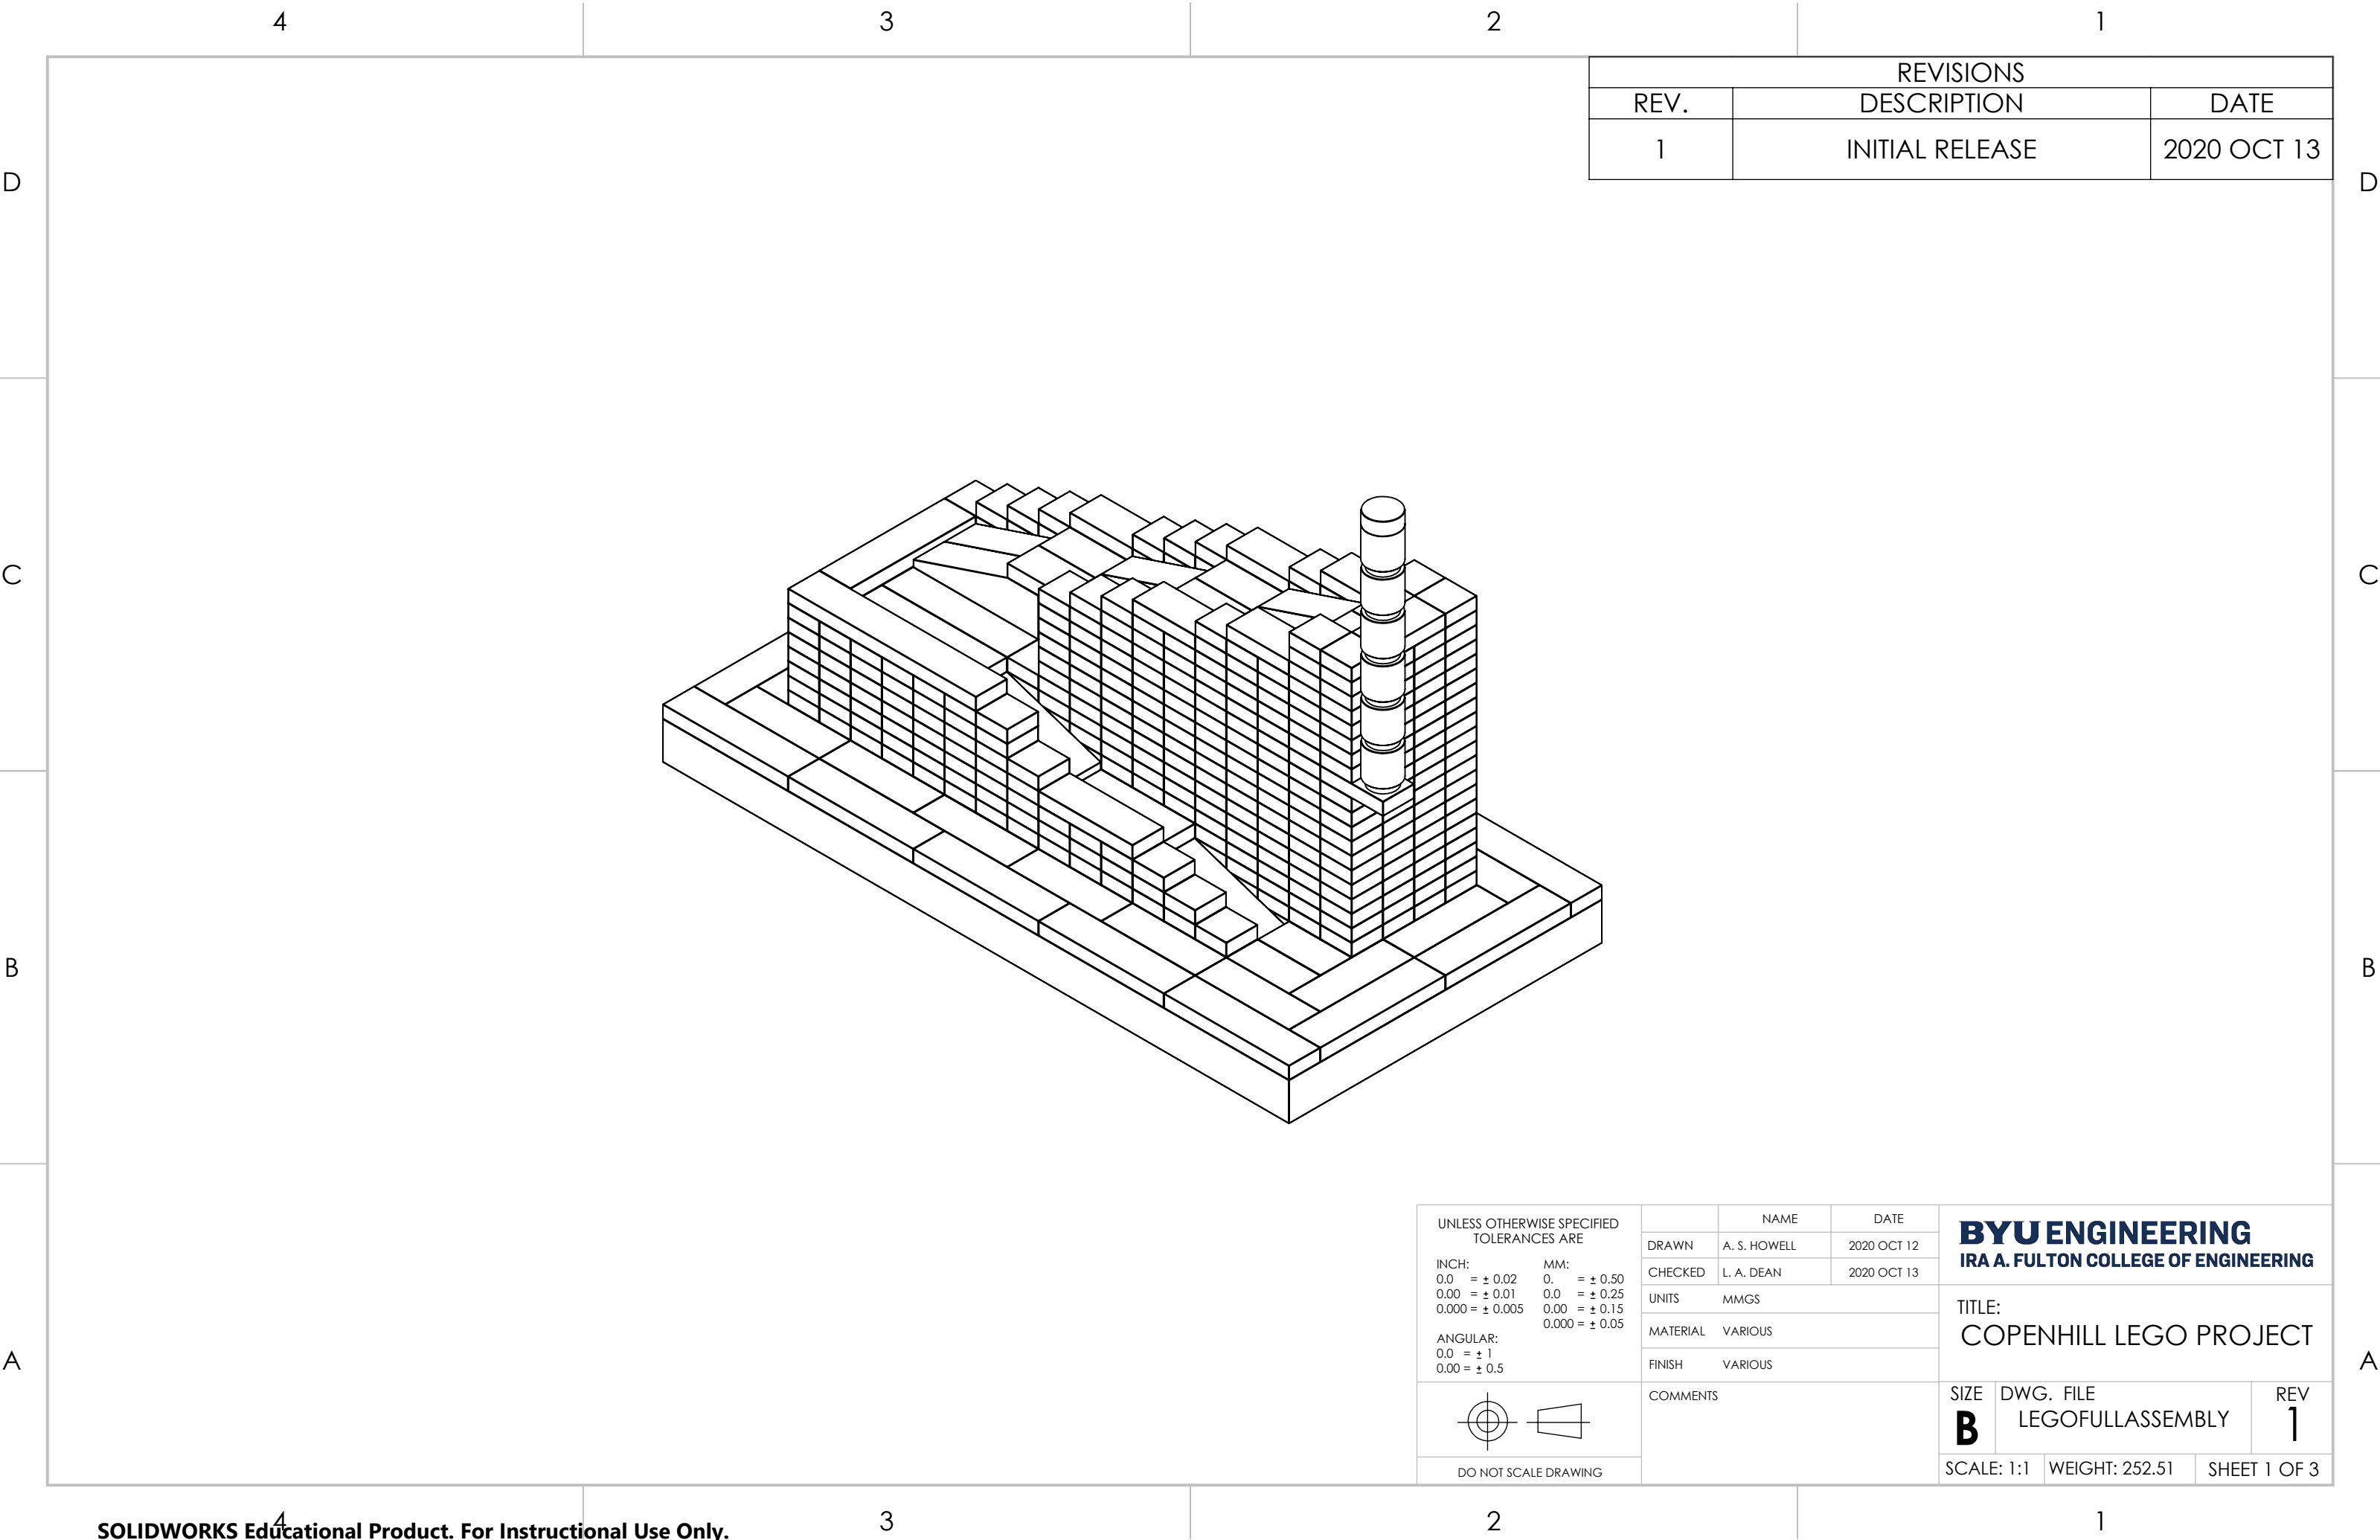 4 3 2 1
REVISIONS
REV. DESCRIPTION DATE
1 INITIAL RELEASE 2020 OCT 13
D D
C C
B B
A A
UNLESS OTHERWISE SPECIFIED
TOLERANCES ARE
INCH: MM:
0.0 = ± 0.02 0. = ± 0.50
0.00 = ± 0.01 0.0 = ± 0.25
0.000 = ± 0.005 0.00 = ± 0.15
0.000 = ± 0.05
ANGULAR:
0.0 = ± 1
0.00 = ± 0.5
DO NOT SCALE DRAWING
NAME DATE
DRAWN A. S. HOWELL 2020 OCT 12
CHECKED L. A. DEAN 2020 OCT 13
UNITS MMGS
MATERIAL VARIOUS
FINISH VARIOUS
COMMENTS
BYU ENGINEERING
IRA A. FULTON COLLEGE OF ENGINEERING
TITLE:
COPENHILL LEGO PROJECT
SIZE DWG. FILE REV
B LEGOFULLASSEMBLY 1
SCALE: 1:1 WEIGHT: 252.51 SHEET 1 OF 3
4 3 2 1
SOLIDWORKS Educational Product. For Instructional Use Only.